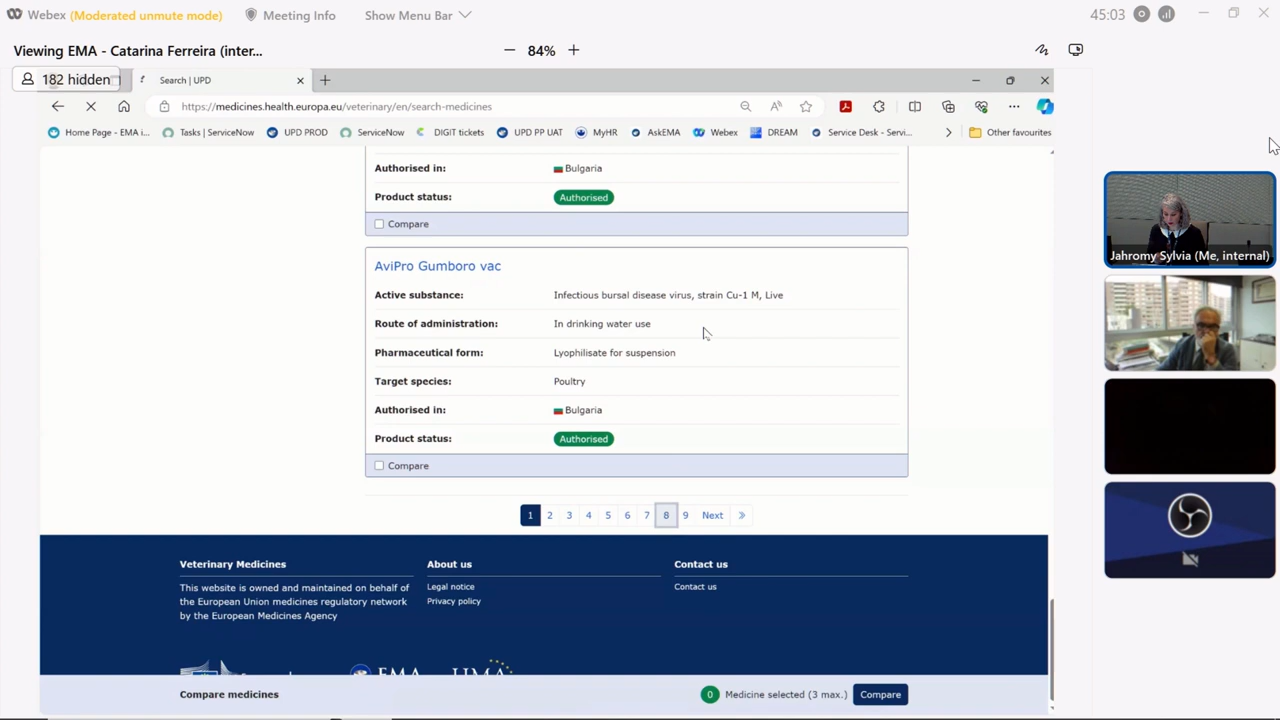 Webex (Moderated unmute mode) Meeting Info Show Menu Bar 45:03
Viewing EMA - Catarina Ferreira (inter... 84%
182 hidden Search | UPD
https://medicines.health.europa.eu/veterinary/en/search-medicines
Home Page - EMA i... Tasks | ServiceNow UPD PROD ServiceNow DIGIT tickets UPD PP UAT MyHR AskEMA Webex DREAM Service Desk - Servi... Other favourites
Authorised in: Bulgaria
Product status: Authorised
Compare
AviPro Gumboro vac
Active substance: Infectious bursal disease virus, strain Cu-1 M, Live
Route of administration: In drinking water use
Pharmaceutical form: Lyophilisate for suspension
Target species: Poultry
Authorised in: Bulgaria
Product status: Authorised
Compare
1 2 3 4 5 6 7 8 9 Next »
Veterinary Medicines About us Contact us
This website is owned and maintained on behalf of Legal notice Contact us
the European Union medicines regulatory network Privacy policy
by the European Medicines Agency
Compare medicines 0 Medicine selected (3 max.) Compare
Jahromy Sylvia (Me, internal)